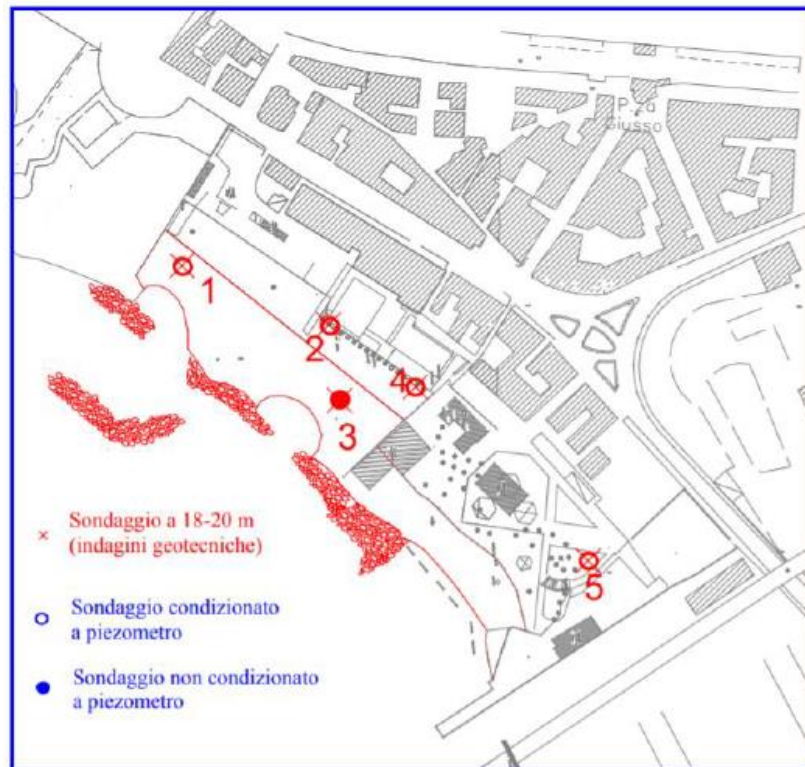 P.za
Giusso
1
2
4
3
5
Sondaggio a 18-20 m
(indagini geotecniche)
Sondaggio condizionato
a piezometro
Sondaggio non condizionato
a piezometro